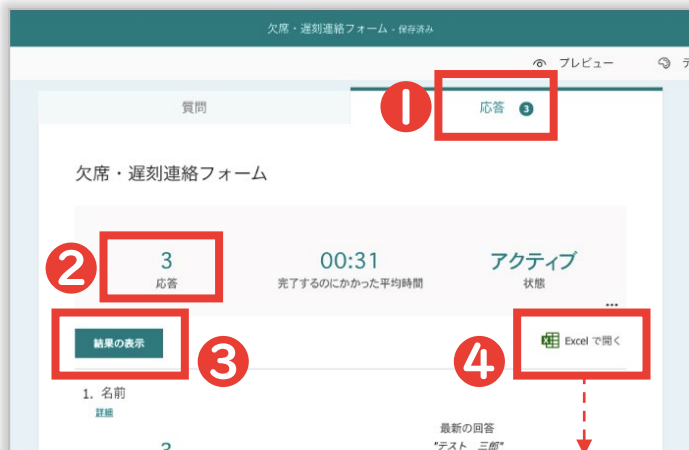 欠席・遅刻連絡フォーム - 保存済み
プレビュー
質問
1
応答 3
欠席・遅刻連絡フォーム
2
3
00:31
アクティブ
応答
完了するのにかかった平均時間
状態
...
結果の表示
3
4
Excel で開く
1. 名前
詳細
最新の回答
"テスト 三郎"